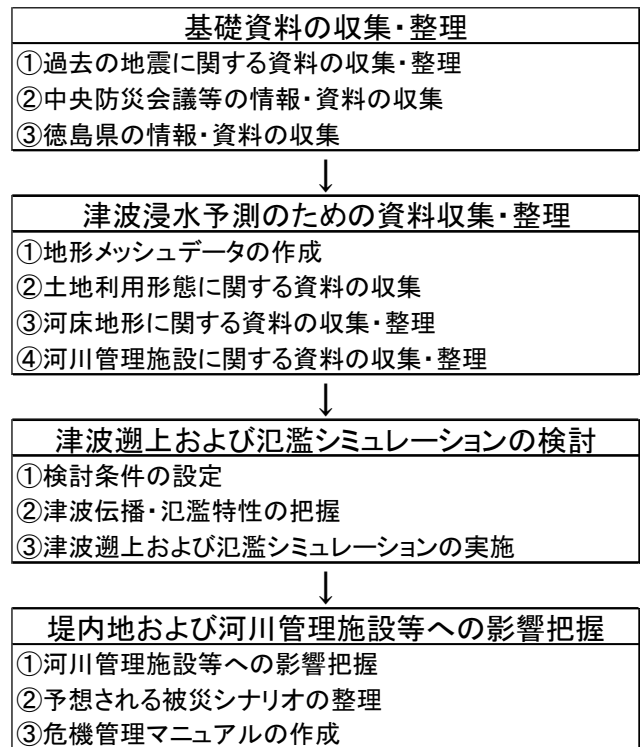 基礎資料の収集・整理
①過去の地震に関する資料の収集・整理
②中央防災会議等の情報・資料の収集
③徳島県の情報・資料の収集
↓
津波浸水予測のための資料収集・整理
①地形メッシュデータの作成
②土地利用形態に関する資料の収集
③河床地形に関する資料の収集・整理
④河川管理施設に関する資料の収集・整理
↓
津波遡上および氾濫シミュレーションの検討
①検討条件の設定
②津波伝播・氾濫特性の把握
③津波遡上および氾濫シミュレーションの実施
↓
堤内地および河川管理施設等への影響把握
①河川管理施設等への影響把握
②予想される被災シナリオの整理
③危機管理マニュアルの作成